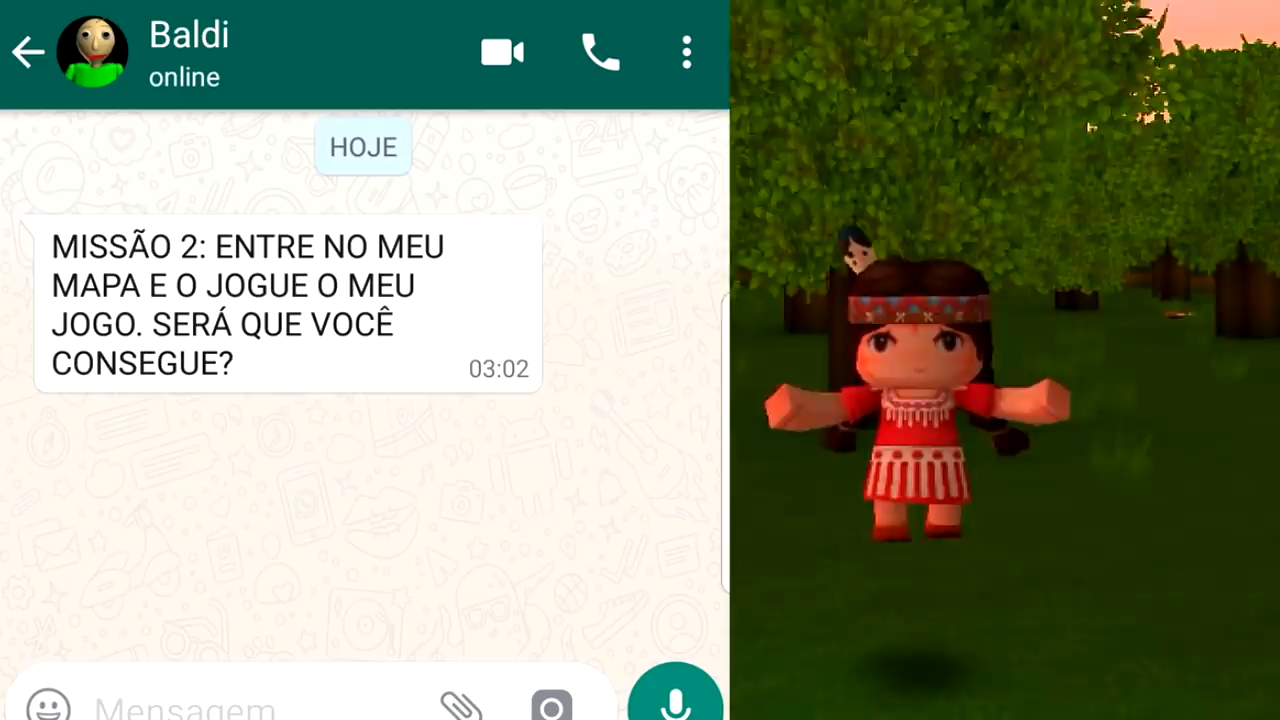 Baldi
online
HOJE
MISSÃO 2: ENTRE NO MEU
MAPA E O JOGUE O MEU
JOGO. SERÁ QUE VOCÊ
CONSEGUE?
03:02
Mensagem